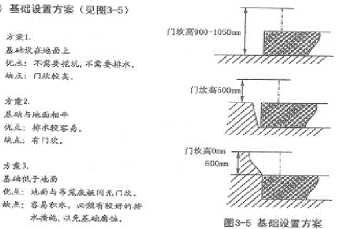 ) 基础设置方案（见图3-5）
方案1.
基础放在地面上
优点: 不需要挖坑,不需要排水.
缺点: 门坎较高.
方案2.
基础与地面相平
优点: 排水较容易.
缺点: 有门坎.
方案3.
基础低于地面
优点: 地面与吊笼底板间无门坎.
缺点: 容易积水, 必须有较好的排
水措施, 以免基础腐蚀.
门坎高900-1050mm
门坎高500mm
门坎高0mm
600mm
图3-5 基础设置方案